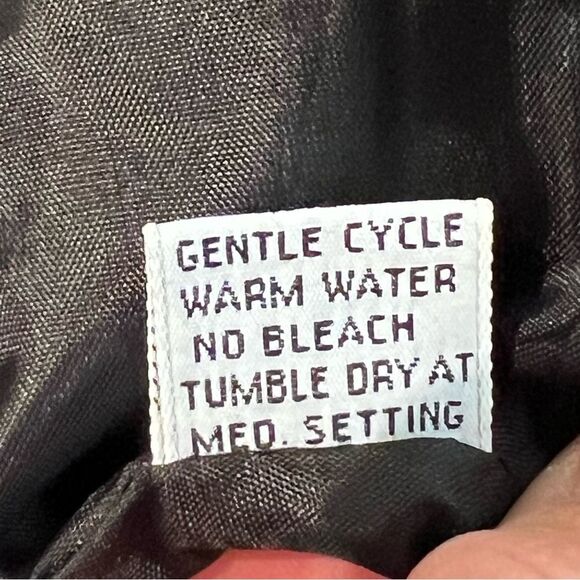 GENTLE CYCLE
WARM WATER
NO BLEACH
TUMBLE DRY AT
MED. SETTING